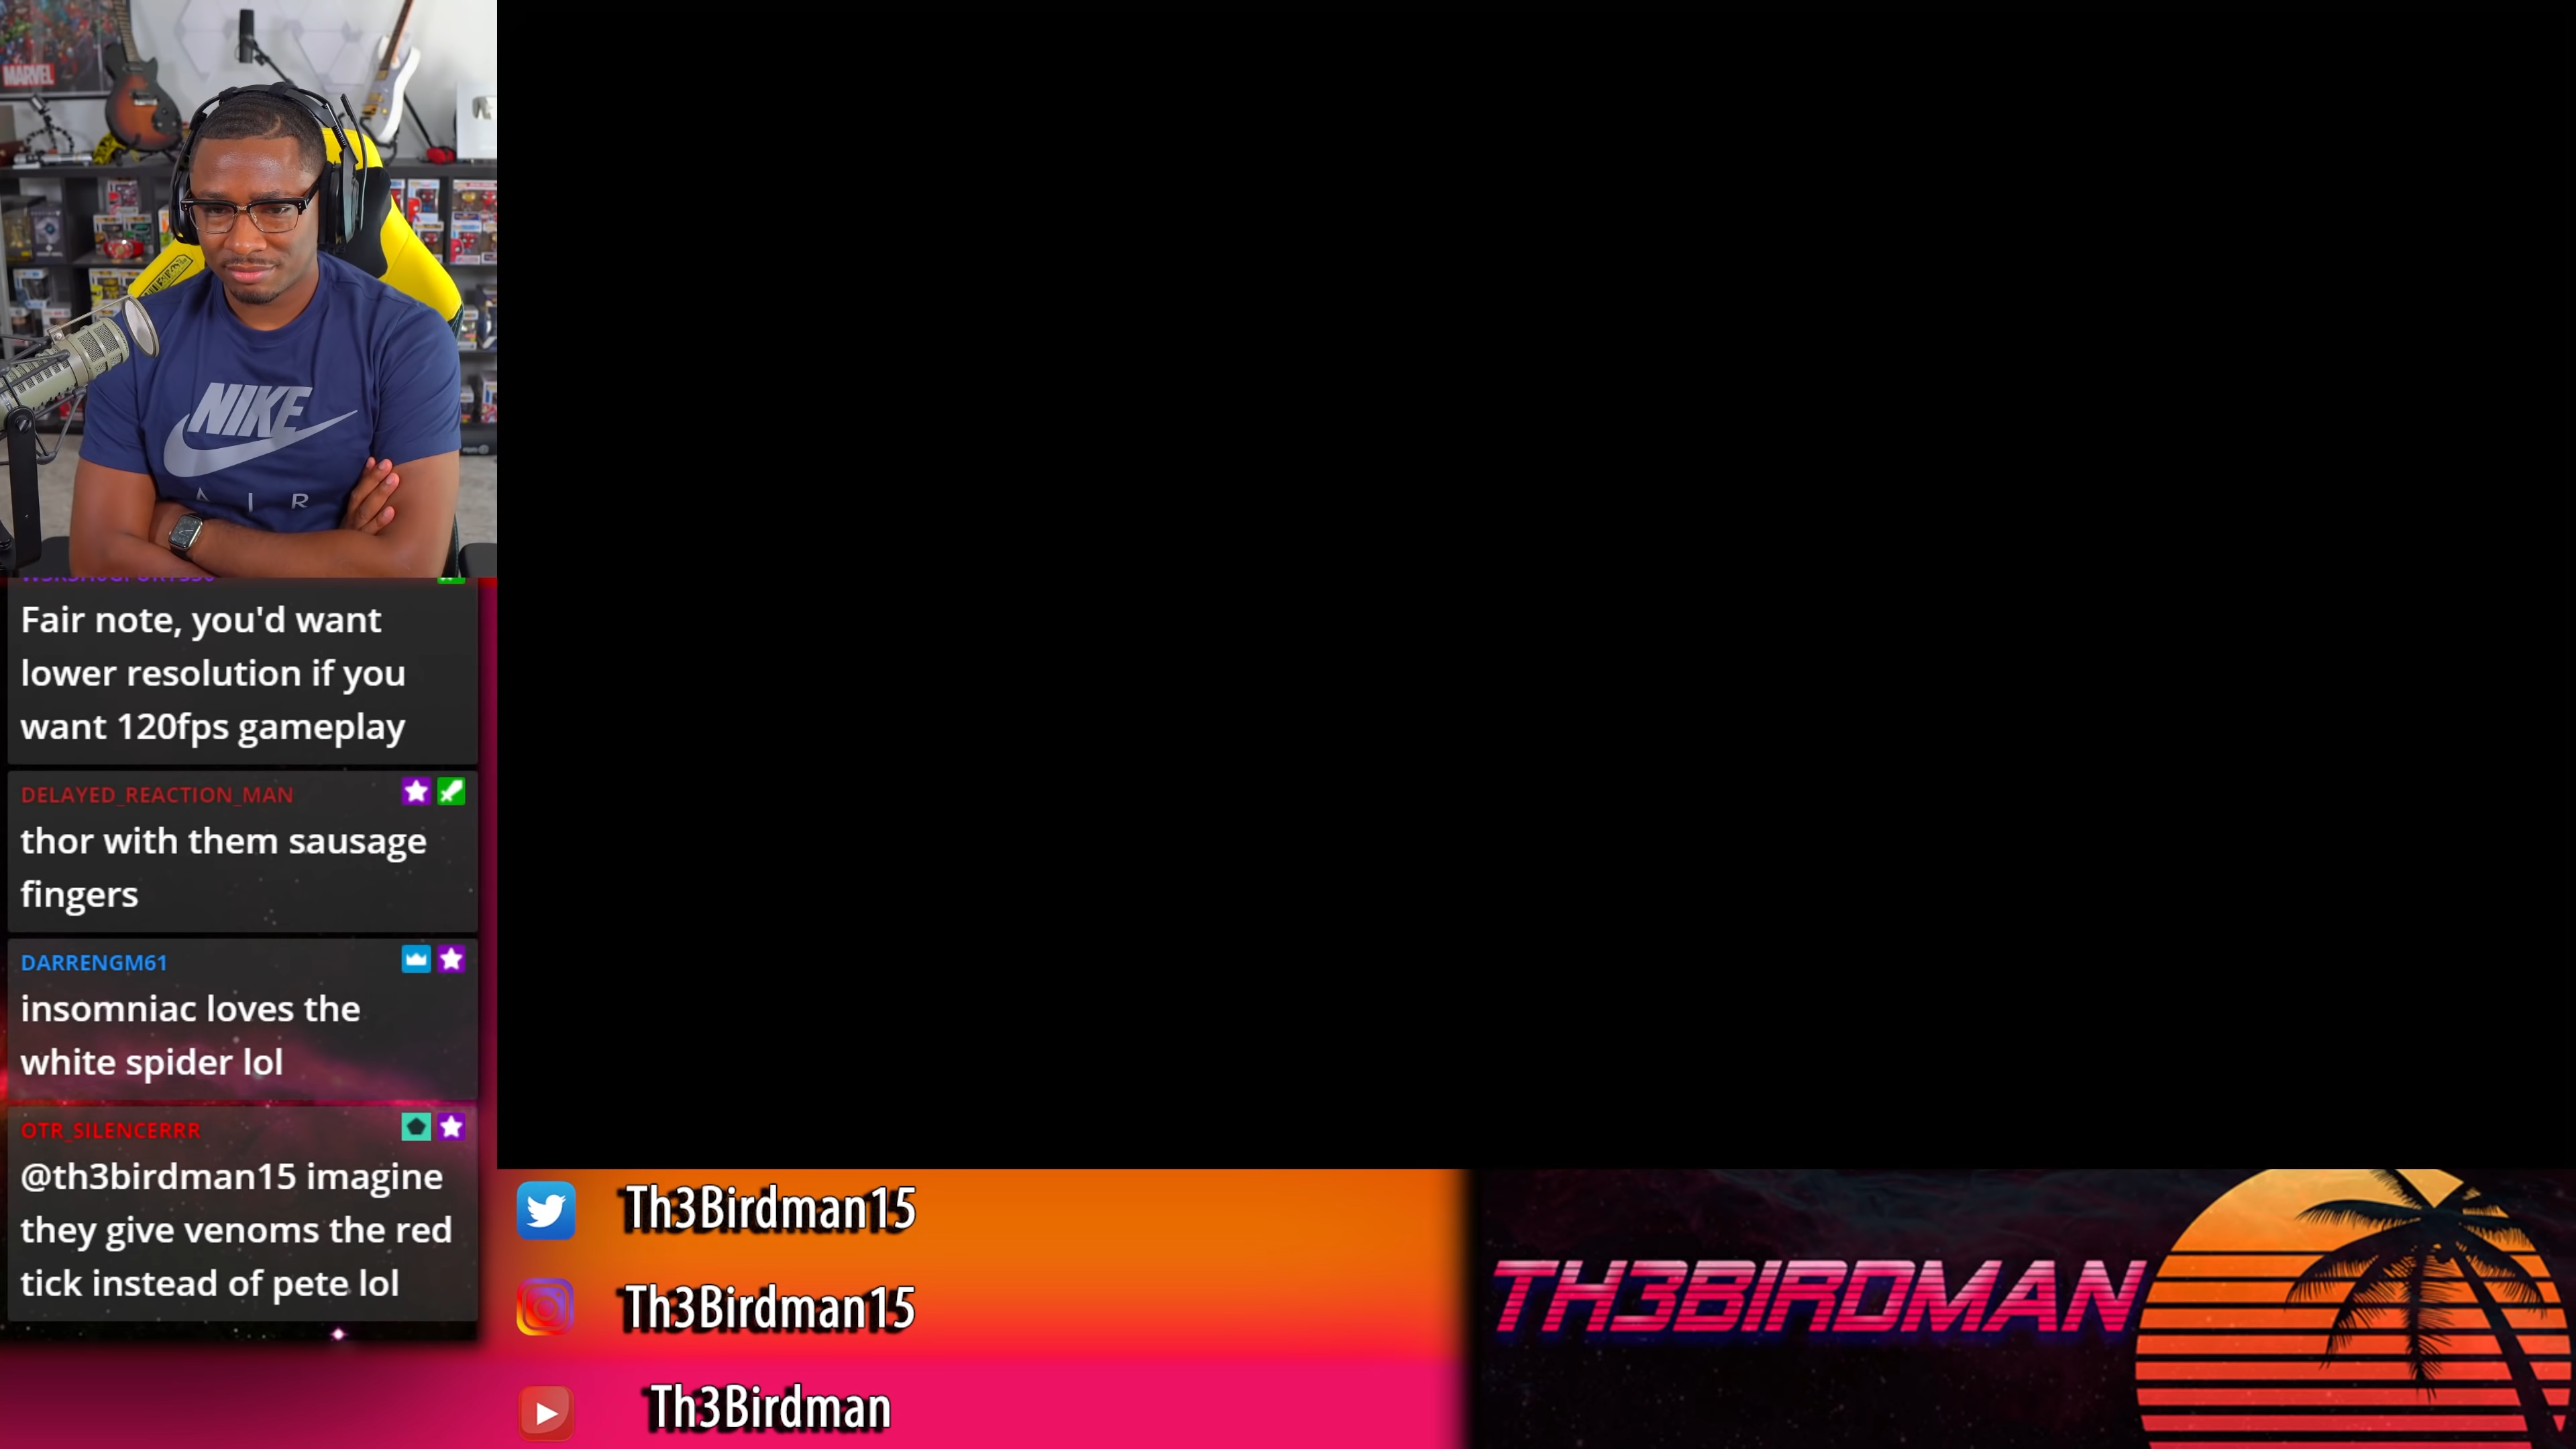 MARVEL
NIKE
AIR
Fair note, you'd want
lower resolution if you
want 120fps gameplay
DELAYED_REACTION_MAN
thor with them sausage
fingers
DARRENGM61
insomniac loves the
white spider lol
OTR_SILENCERRR
@th3birdman15 imagine
they give venoms the red
tick instead of pete lol
Th3Birdman15
Th3Birdman15
Th3Birdman
TH3BIRDMAN